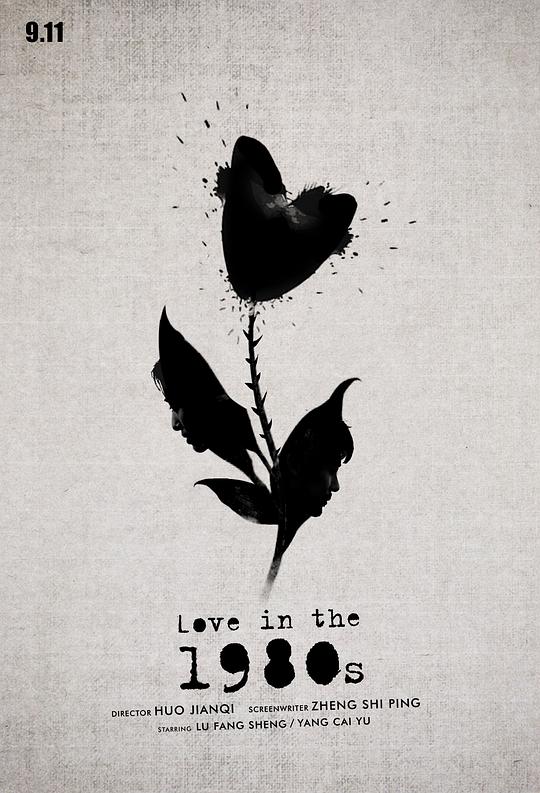 9.11
Love in the
1980s
DIRECTOR HUO JIANQI SCREENWRITER ZHENG SHI PING
STARRING LU FANG SHENG / YANG CAI YU